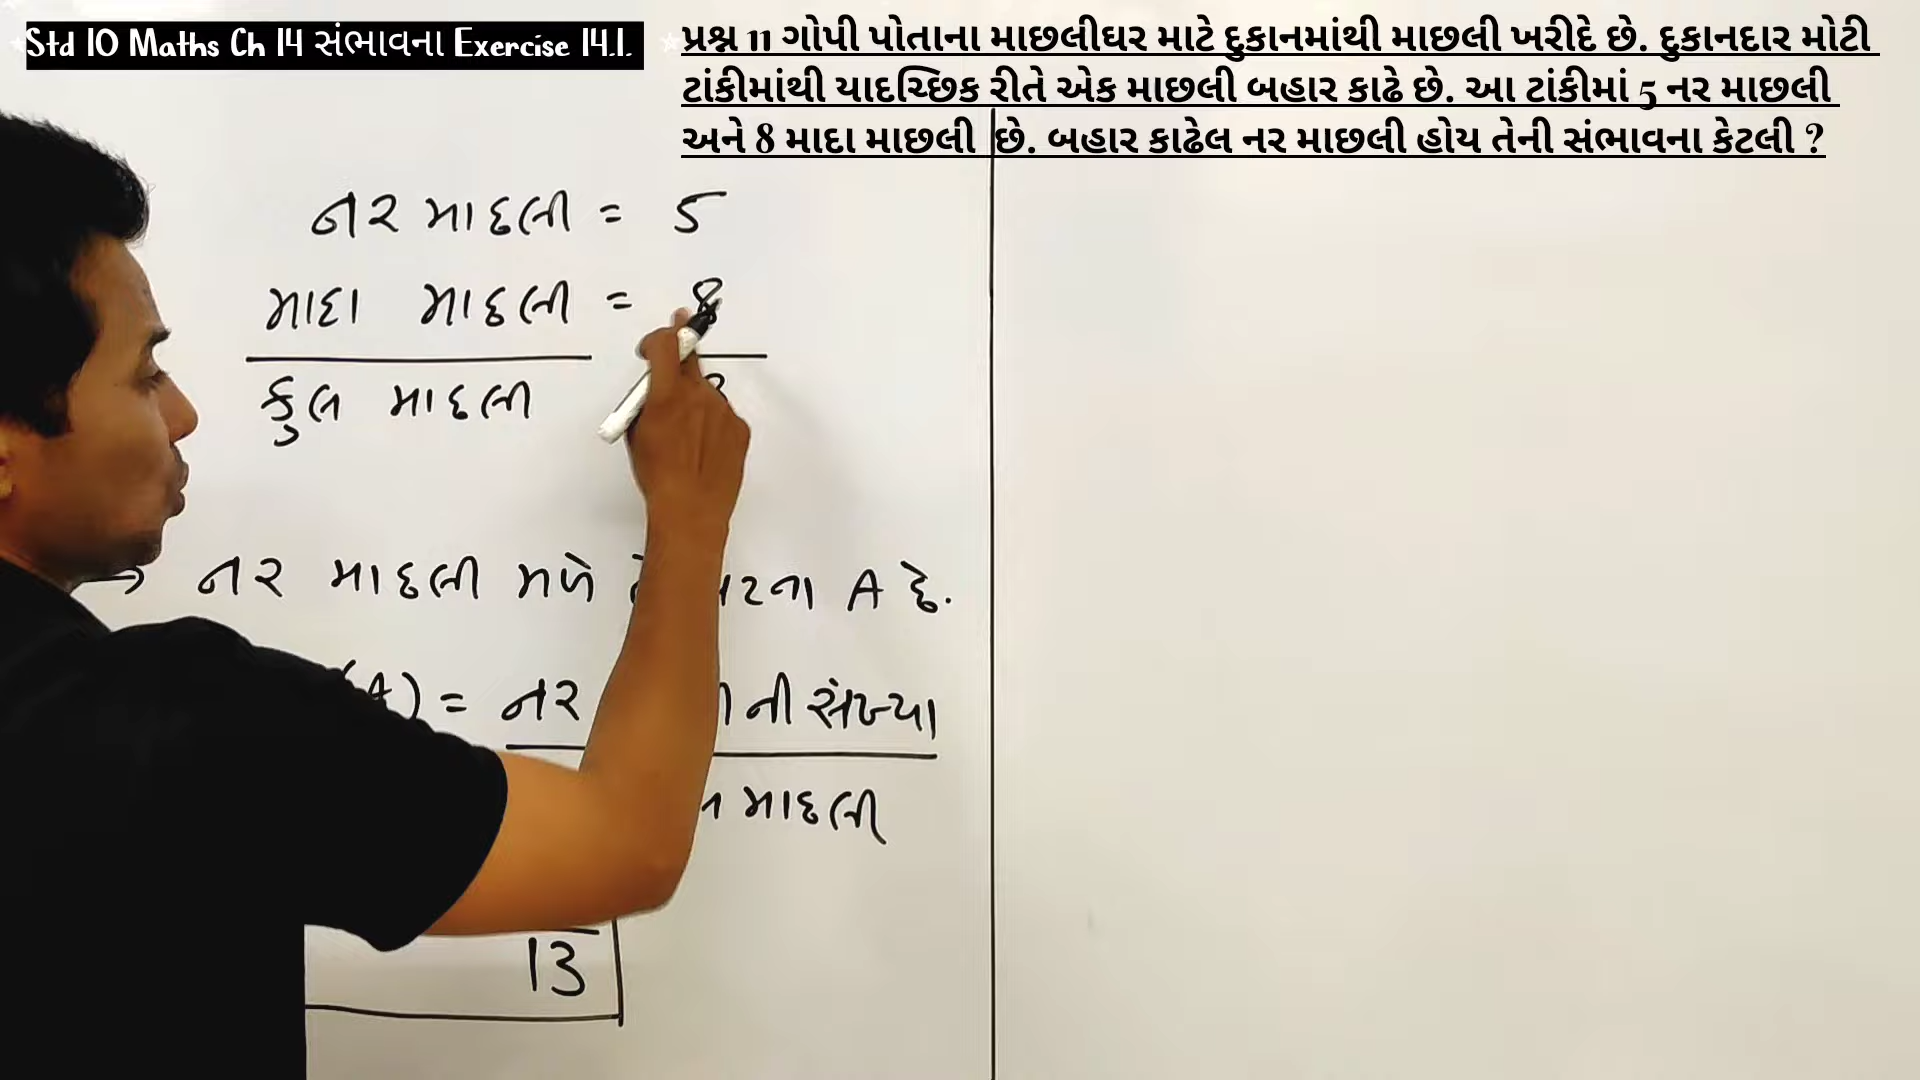 Std 10 Maths Ch 14 સંભાવના Exercise 14.1.
પ્રશ્ન 11 ગોપી પોતાના માછલીઘર માટે દુકાનમાંથી માછલી ખરીદે છે. દુકાનદાર મોટી
ટાંકીમાંથી યાદચ્છિક રીતે એક માછલી બહાર કાઢે છે. આ ટાંકીમાં 5 નર માછલી
અને 8 માદા માછલી છે. બહાર કાઢેલ નર માછલી હોય તેની સંભાવના કેટલી ?
નર માછલી = 5
માદા માછલી = 8
કુલ માછલી
→ નર માછલી મળે A છે.
(A) = નર ની સંખ્યા
માછલી
13